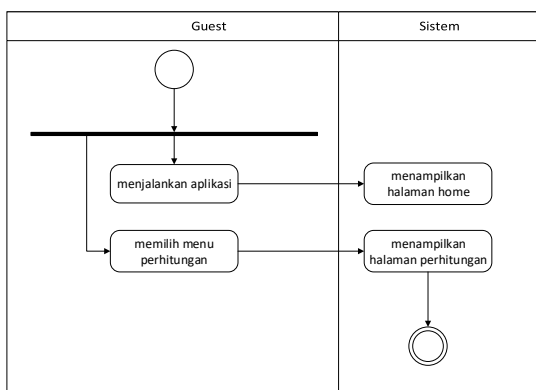 Guest
Sistem
menjalankan aplikasi
menampilkan
halaman home
memilih menu
perhitungan
menampilkan
halaman perhitungan